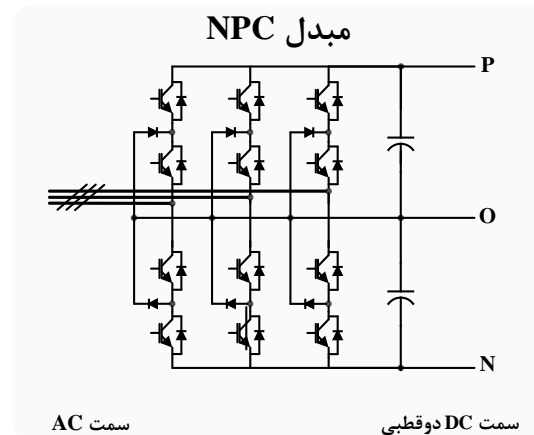 مبدل NPC
P
O
N
سمت AC
سمت DC دوقطبی